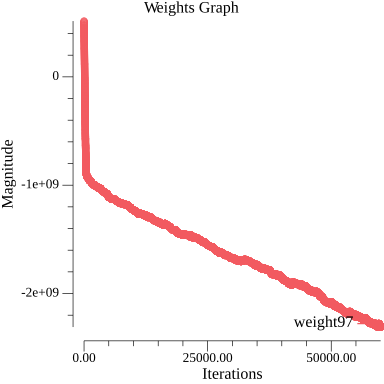 Weights Graph
0
-1e+09
-2e+09
Magnitude
weight97
0.00
25000.00
50000.00
Iterations